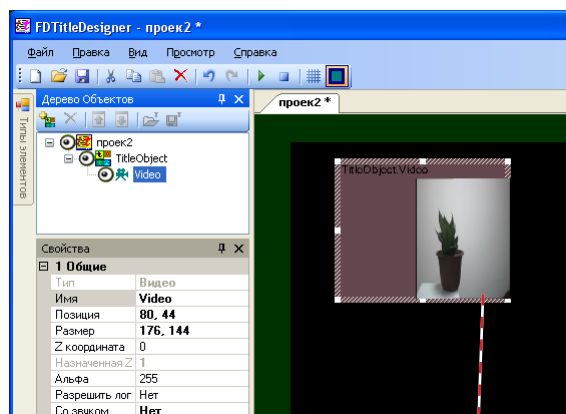 FDTitleDesigner - проек2 *
Файл Правка Вид Просмотр Справка
Типы элементов
Дерево Объектов
проек2
TitleObject
Video
проек2 *
TitleObject.Video
Свойства
1 Общие
Тип Видео
Имя Video
Позиция 80, 44
Размер 176, 144
Z координата 0
Назначенная Z 1
Альфа 255
Разрешить лог Нет
Со звуком Нет